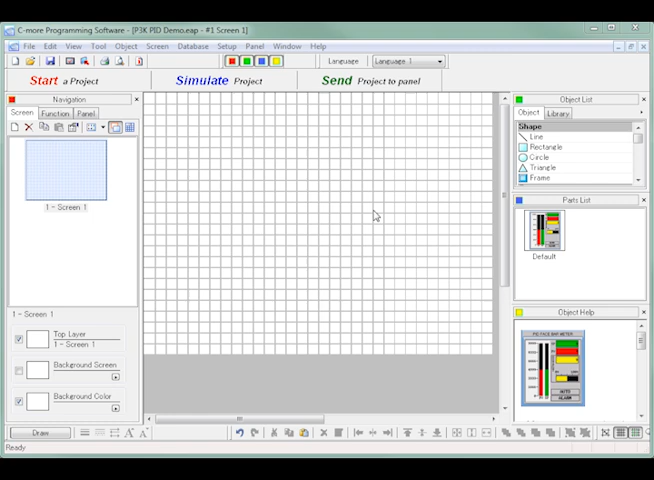 C-more Programming Software - [P3K PID Demo.eap - #1 Screen 1]
File Edit View Tools Object Screen Database Setup Panel Window Help
Language Language 1
Start a Project Simulate Project Send Project to panel
Navigation
Screen Function Panel
1 - Screen 1
1 - Screen 1
Top Layer
1 - Screen 1
Background Screen
Background Color
Draw
Ready
Object List
Object Library
Shape
Line
Rectangle
Circle
Triangle
Frame
Parts List
Default
Object Help
PID FACE BAR METER
AUTO
ALARM